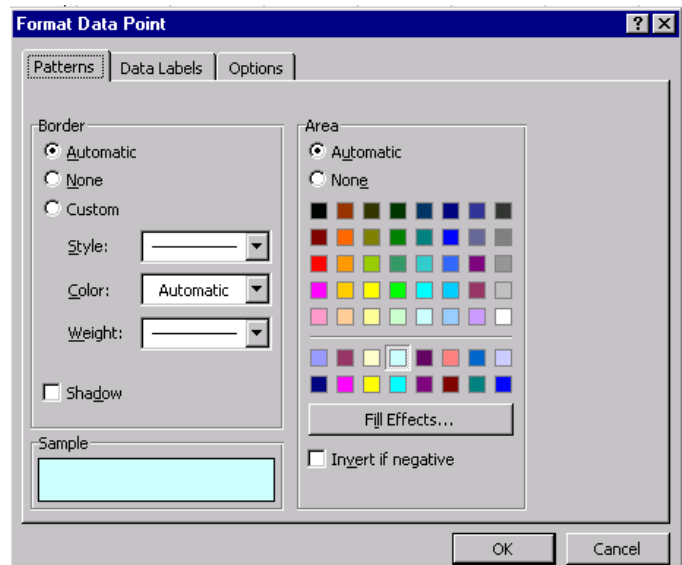 Format Data Point
Patterns
Data Labels
Options
Border
Automatic
None
Custom
Style:
Color: Automatic
Weight:
Shadow
Sample
Area
Automatic
None
Fill Effects...
Invert if negative
OK
Cancel